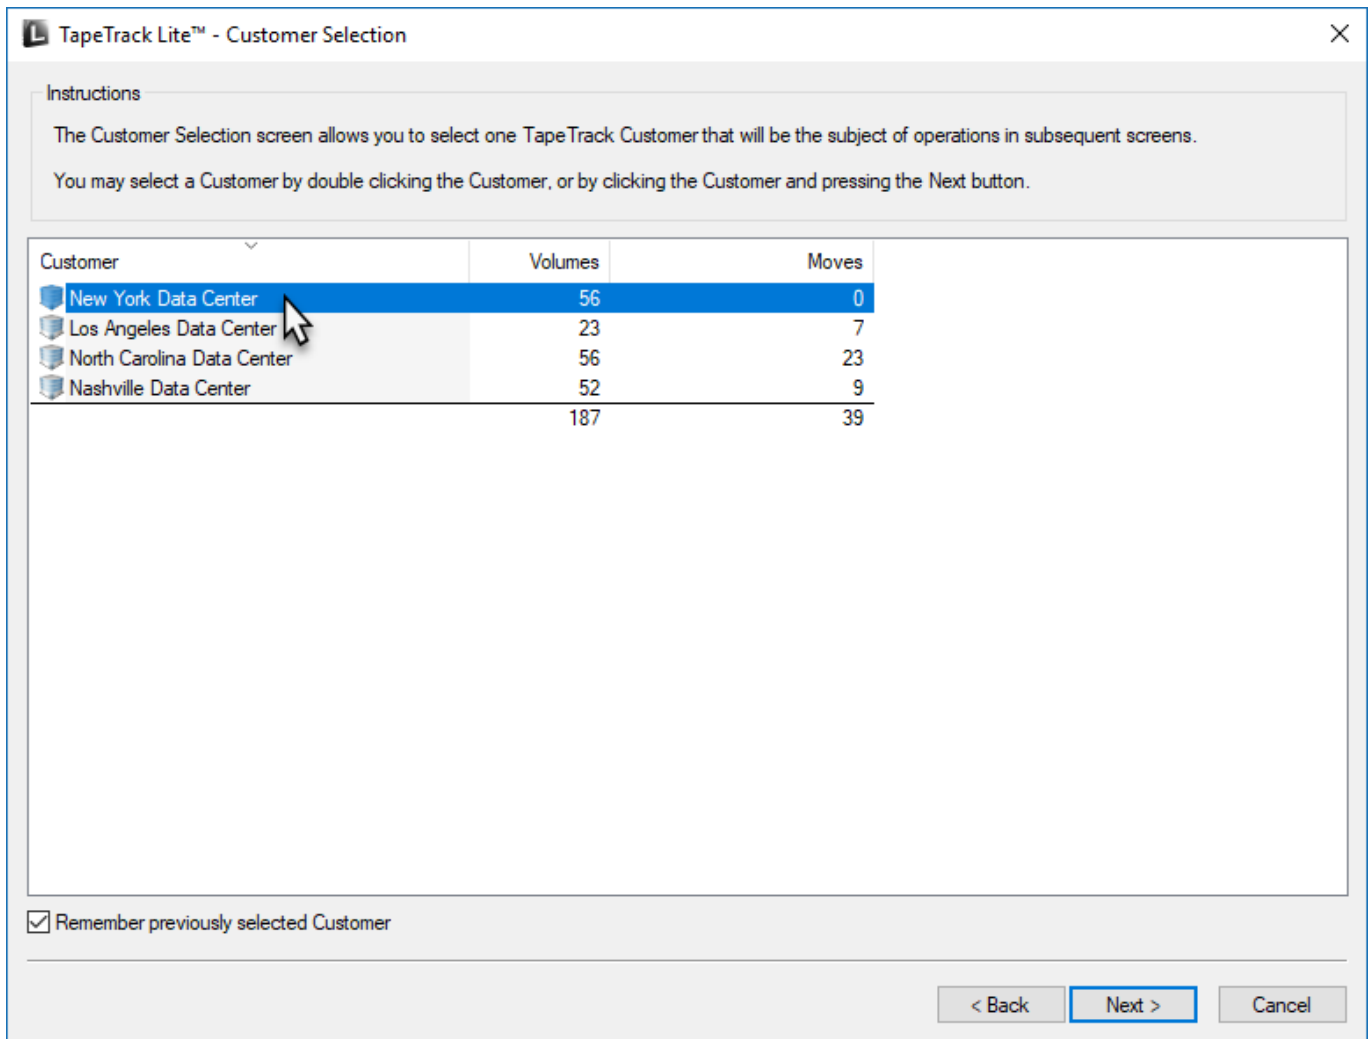 TapeTrack Lite™ - Customer Selection
Instructions
The Customer Selection screen allows you to select one TapeTrack Customer that will be the subject of operations in subsequent screens.
You may select a Customer by double clicking the Customer, or by clicking the Customer and pressing the Next button.
Customer Volumes Moves
New York Data Center 56 0
Los Angeles Data Center 23 7
North Carolina Data Center 56 23
Nashville Data Center 52 9
187 39
Remember previously selected Customer
< Back Next > Cancel